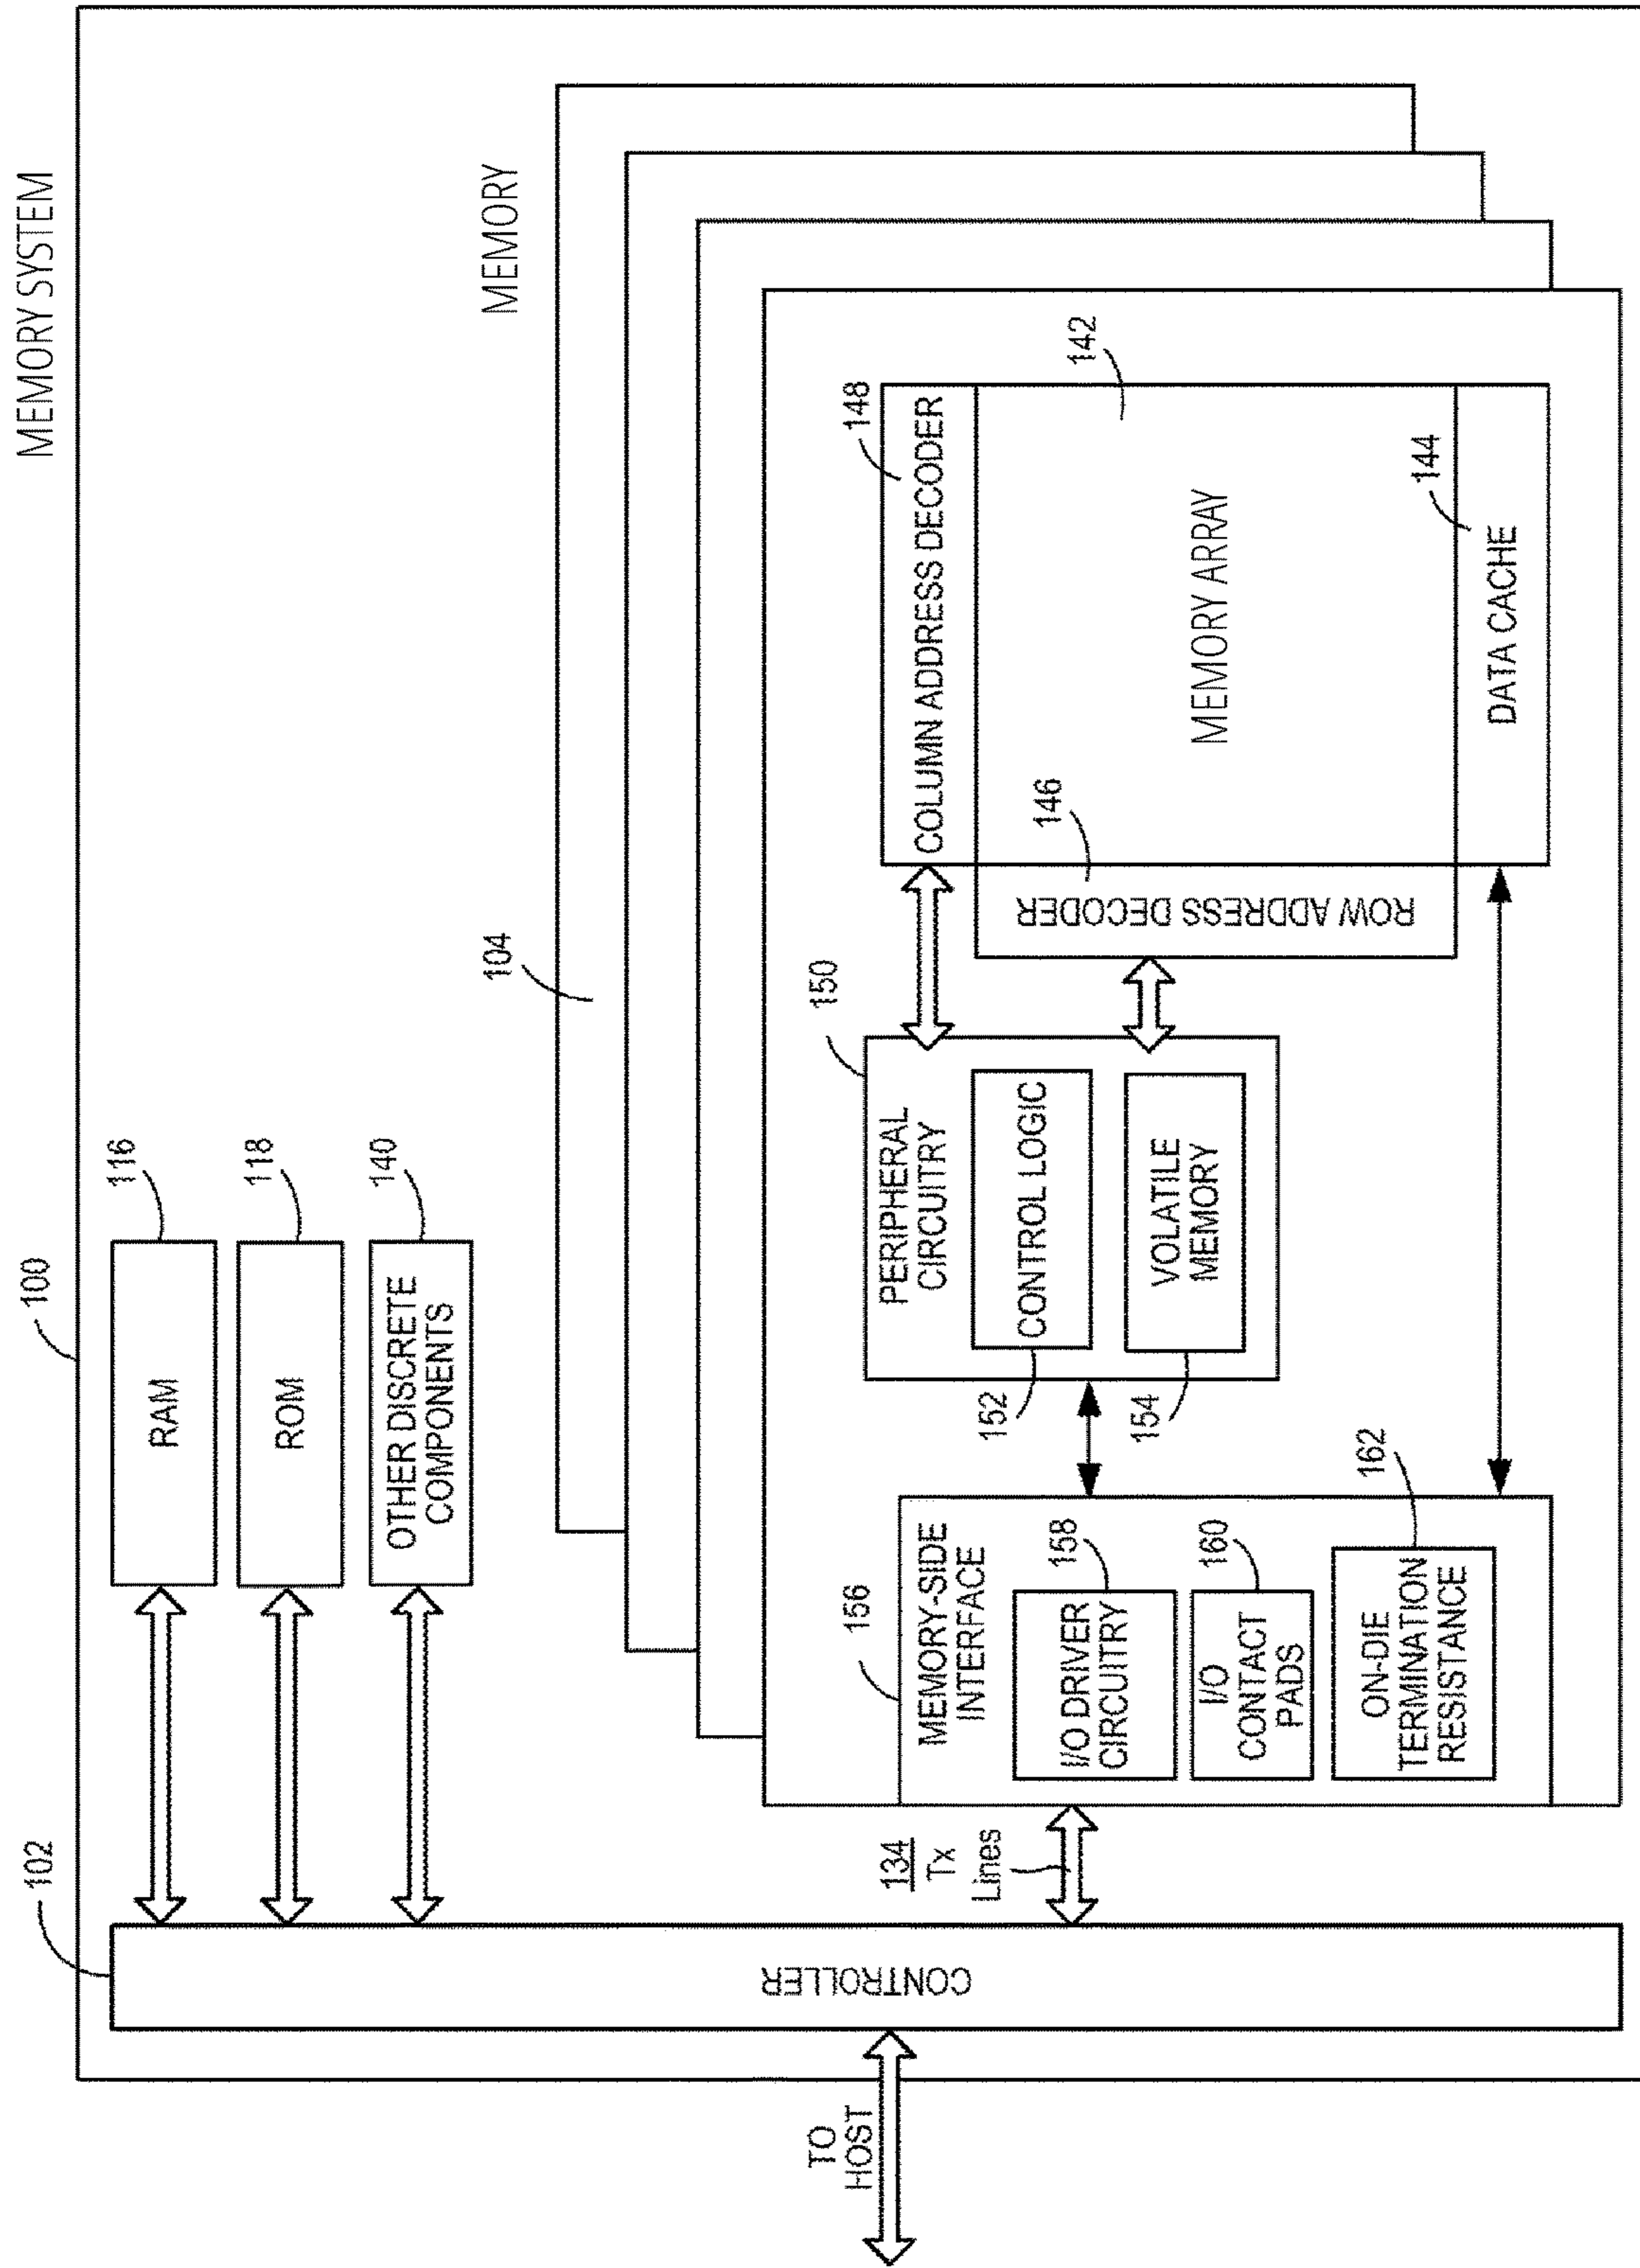 MEMORY SYSTEM
100
102
RAM
116
ROM
118
OTHER DISCRETE
COMPONENTS
140
MEMORY
104
TO
HOST
CONTROLLER
134
Tx
Lines
156
MEMORY-SIDE
INTERFACE
I/O DRIVER
CIRCUITRY
158
I/O
CONTACT
PADS
160
ON-DIE
TERMINATION
RESISTANCE
162
150
PERIPHERAL
CIRCUITRY
CONTROL LOGIC
152
VOLATILE
MEMORY
154
COLUMN ADDRESS DECODER
148
ROW ADDRESS DECODER
146
MEMORY ARRAY
142
DATA CACHE
144